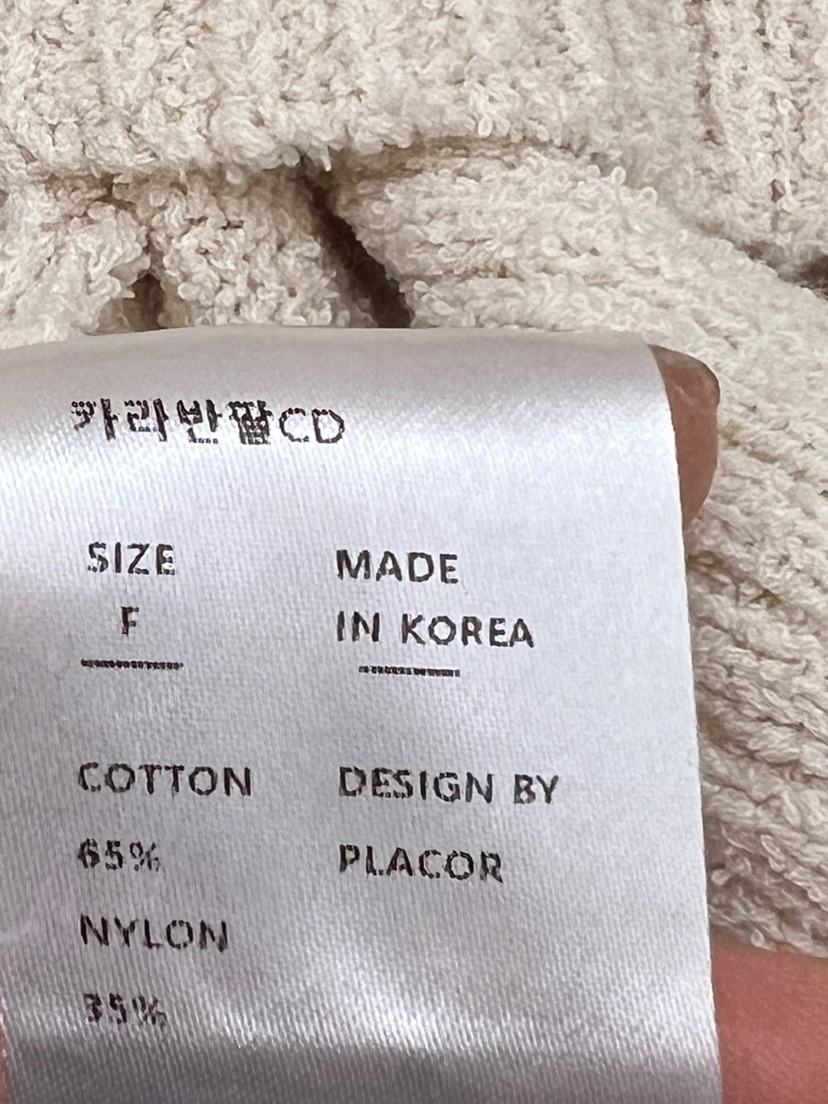 카라반팔CD
SIZE
F
MADE
IN KOREA
COTTON
65%
NYLON
35%
DESIGN BY
PLACOR